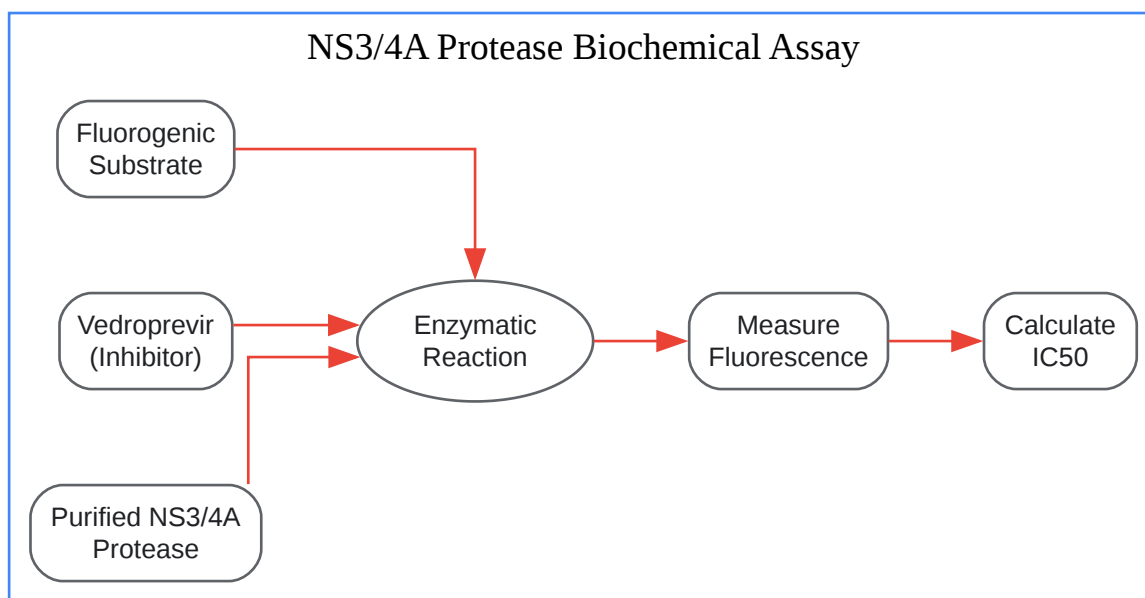 NS3/4A Protease Biochemical Assay
Fluorogenic
Substrate
Vedroprevir
(Inhibitor)
Enzymatic
Reaction
Measure
Fluorescence
Calculate
IC50
Purified NS3/4A
Protease